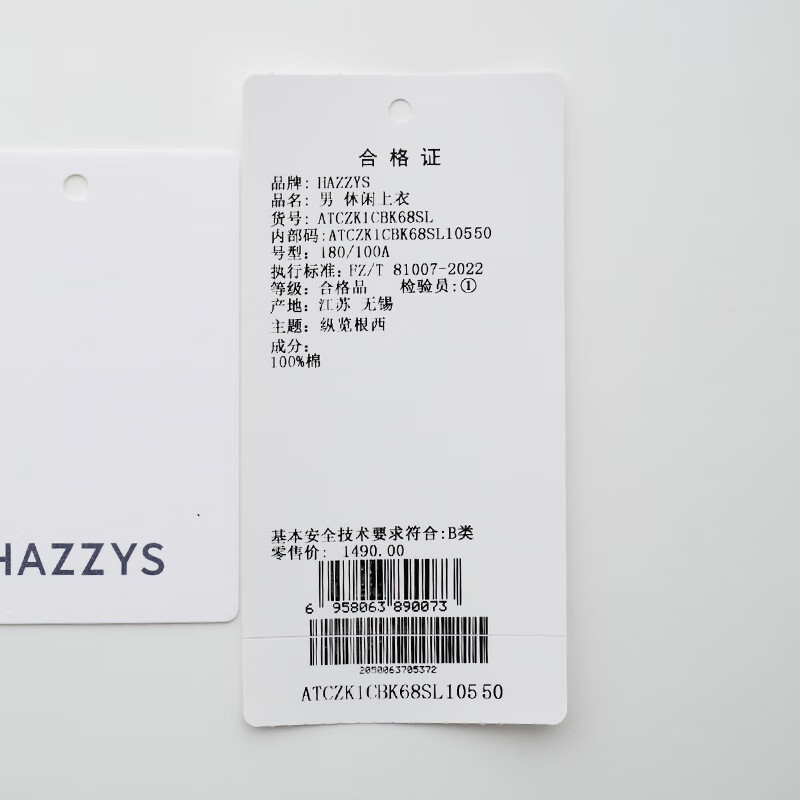 HAZZYS
合格证
品牌: HAZZYS
品名: 男 休闲上衣
货号: ATCZK1CBK68SL
内部码:ATCZK1CBK68SL10550
号型: 180/100A
执行标准: FZ/T 81007-2022
等级: 合格品 检验员:①
产地: 江苏 无锡
主题: 纵览根西
成分:
100%棉
基本安全技术要求符合:B类
零售价: 1490.00
6 958063 890073
2050063705372
ATCZK1CBK68SL10550